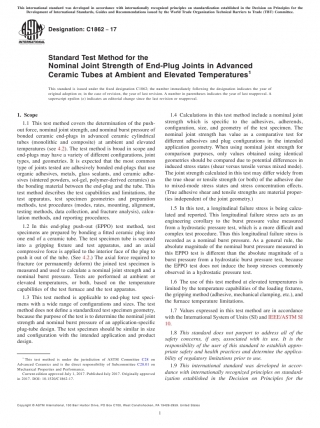 This international standard was developed in accordance with internationally recognized principles on standardization established in the Decision on Principles for the
Development of International Standards, Guides and Recommendations issued by the World Trade Organization Technical Barriers to Trade (TBT) Committee.
Designation: C1862 − 17
Standard Test Method for the
Nominal Joint Strength of End-Plug Joints in Advanced
Ceramic Tubes at Ambient and Elevated Temperatures1
This standard is issued under the fixed designation C1862; the number immediately following the designation indicates the year of
original adoption or, in the case of revision, the year of last revision. A number in parentheses indicates the year of last reapproval. A
superscript epsilon (ε) indicates an editorial change since the last revision or reapproval.
1. Scope
1.1 This test method covers the determination of the push-
out force, nominal joint strength, and nominal burst pressure of
bonded ceramic end-plugs in advanced ceramic cylindrical
tubes (monolithic and composite) at ambient and elevated
temperatures (see 4.2). The test method is broad in scope and
end-plugs may have a variety of different configurations, joint
types, and geometries. It is expected that the most common
type of joints tested are adhesively bonded end-plugs that use
organic adhesives, metals, glass sealants, and ceramic adhe-
sives (sintered powders, sol-gel, polymer-derived ceramics) as
the bonding material between the end-plug and the tube. This
test method describes the test capabilities and limitations, the
test apparatus, test specimen geometries and preparation
methods, test procedures (modes, rates, mounting, alignment,
testing methods, data collection, and fracture analysis), calcu-
lation methods, and reporting procedures.
1.2 In this end-plug push-out (EPPO) test method, test
specimens are prepared by bonding a fitted ceramic plug into
one end of a ceramic tube. The test specimen tube is secured
into a gripping fixture and test apparatus, and an axial
compressive force is applied to the interior face of the plug to
push it out of the tube. (See 4.2.) The axial force required to
fracture (or permanently deform) the joined test specimen is
measured and used to calculate a nominal joint strength and a
nominal burst pressure. Tests are performed at ambient or
elevated temperatures, or both, based on the temperature
capabilities of the test furnace and the test apparatus.
1.3 This test method is applicable to end-plug test speci-
mens with a wide range of configurations and sizes. The test
method does not define a standardized test specimen geometry,
because the purpose of the test is to determine the nominal joint
strength and nominal burst pressure of an application-specific
plug-tube design. The test specimen should be similar in size
and configuration with the intended application and product
design.
1 This test method is under the jurisdiction of ASTM Committee C28 on
Advanced Ceramics and is the direct responsibility of Subcommittee C28.01 on
Mechanical Properties and Performance.
Current edition approved July 1, 2017. Published July 2017. Originally approved
in 2017. DOI: 10.1520/C1862-17.
1.4 Calculations in this test method include a nominal joint
strength which is specific to the adhesives, adherends,
configuration, size, and geometry of the test specimen. The
nominal joint strength has value as a comparative test for
different adhesives and plug configurations in the intended
application geometry. When using nominal joint strength for
comparison purposes, only values obtained using identical
geometries should be compared due to potential differences in
induced stress states (shear versus tensile versus mixed mode).
The joint strength calculated in this test may differ widely from
the true shear or tensile strength (or both) of the adhesive due
to mixed-mode stress states and stress concentration effects.
(True adhesive shear and tensile strengths are material proper-
ties independent of the joint geometry.)
1.5 In this test, a longitudinal failure stress is being calcu-
lated and reported. This longitudinal failure stress acts as an
engineering corollary to the burst pressure value measured
from a hydrostatic pressure test, which is a more difficult and
complex test procedure. Thus this longitudinal failure stress is
recorded as a nominal burst pressure. As a general rule, the
absolute magnitude of the nominal burst pressure measured in
this EPPO test is different than the absolute magnitude of a
burst pressure from a hydrostatic burst pressure test, because
the EPPO test does not induce the hoop stresses commonly
observed in a hydrostatic pressure test.
1.6 The use of this test method at elevated temperatures is
limited by the temperature capabilities of the loading fixtures,
the gripping method (adhesive, mechanical clamping, etc.), and
the furnace temperature limitations.
1.7 Values expressed in this test method are in accordance
with the International System of Units (SI) and IEEE/ASTM SI
10.
1.8 This standard does not purport to address all of the
safety concerns, if any, associated with its use. It is the
responsibility of the user of this standard to establish appro-
priate safety and health practices and determine the applica-
bility of regulatory limitations prior to use.
1.9 This international standard was developed in accor-
dance with internationally recognized principles on standard-
ization established in the Decision on Principles for the
Copyright © ASTM International, 100 Barr Harbor Drive, PO Box C700, West Conshohocken, PA 19428-2959. United States
1